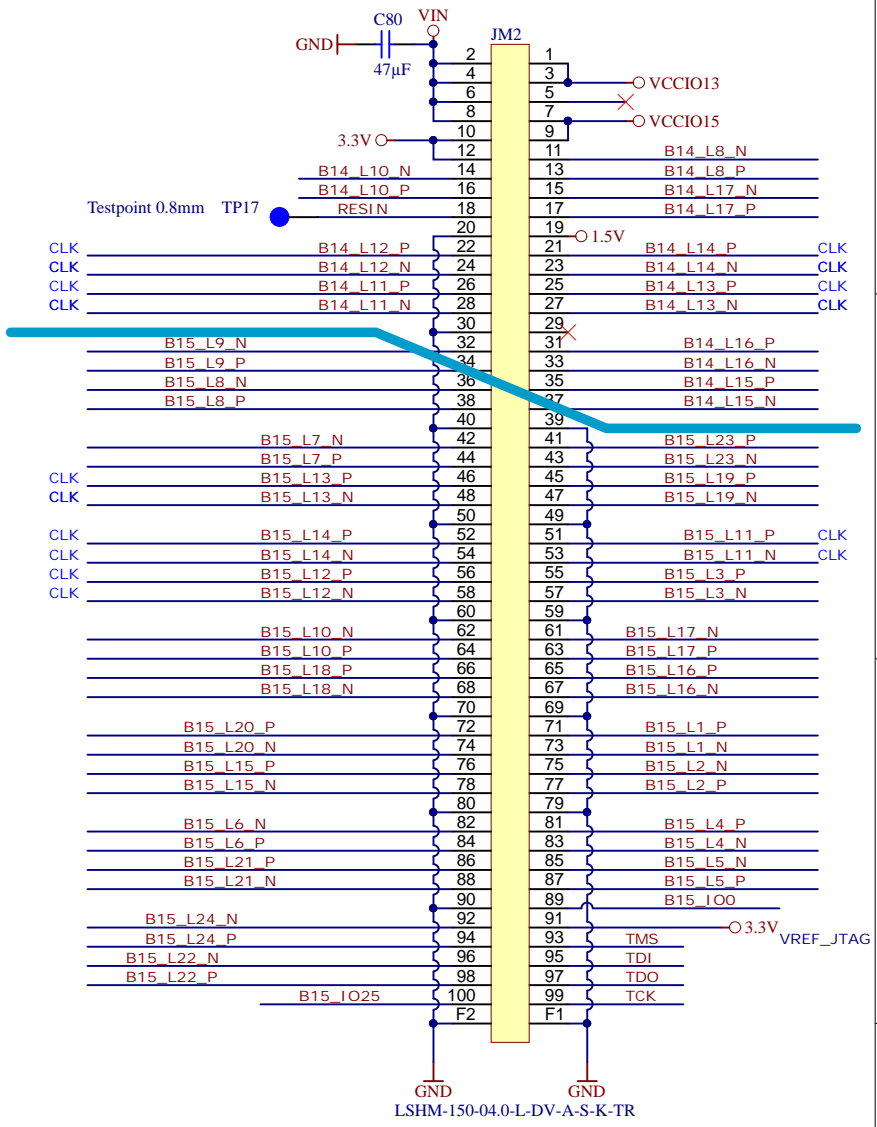 C80 VIN
GND JM2
47µF
2 1
4 3 VCCIO13
6 5
8 7 VCCIO15
3.3V 10 9
12 11 B14_L8_N
B14_L10_N 14 13 B14_L8_P
B14_L10_P 16 15 B14_L17_N
Testpoint 0.8mm TP17 RESIN 18 17 B14_L17_P
20 19 1.5V
CLK B14_L12_P 22 21 B14_L14_P CLK
CLK B14_L12_N 24 23 B14_L14_N CLK
CLK B14_L11_P 26 25 B14_L13_P CLK
CLK B14_L11_N 28 27 B14_L13_N CLK
30 29
B15_L9_N 32 31 B14_L16_P
B15_L9_P 34 33 B14_L16_N
B15_L8_N 36 35 B14_L15_P
B15_L8_P 38 37 B14_L15_N
40 39
B15_L7_N 42 41 B15_L23_P
B15_L7_P 44 43 B15_L23_N
CLK B15_L13_P 46 45 B15_L19_P
CLK B15_L13_N 48 47 B15_L19_N
50 49
CLK B15_L14_P 52 51 B15_L11_P CLK
CLK B15_L14_N 54 53 B15_L11_N CLK
CLK B15_L12_P 56 55 B15_L3_P
CLK B15_L12_N 58 57 B15_L3_N
60 59
B15_L10_N 62 61 B15_L17_N
B15_L10_P 64 63 B15_L17_P
B15_L18_P 66 65 B15_L16_P
B15_L18_N 68 67 B15_L16_N
70 69
B15_L20_P 72 71 B15_L1_P
B15_L20_N 74 73 B15_L1_N
B15_L15_P 76 75 B15_L2_N
B15_L15_N 78 77 B15_L2_P
80 79
B15_L6_N 82 81 B15_L4_P
B15_L6_P 84 83 B15_L4_N
B15_L21_P 86 85 B15_L5_N
B15_L21_N 88 87 B15_L5_P
90 89 B15_IO0
B15_L24_N 92 91 3.3V VREF_JTAG
B15_L24_P 94 93 TMS
B15_L22_N 96 95 TDI
B15_L22_P 98 97 TDO
B15_IO25 100 99 TCK
F2 F1
GND GND
LSHM-150-04.0-L-DV-A-S-K-TR